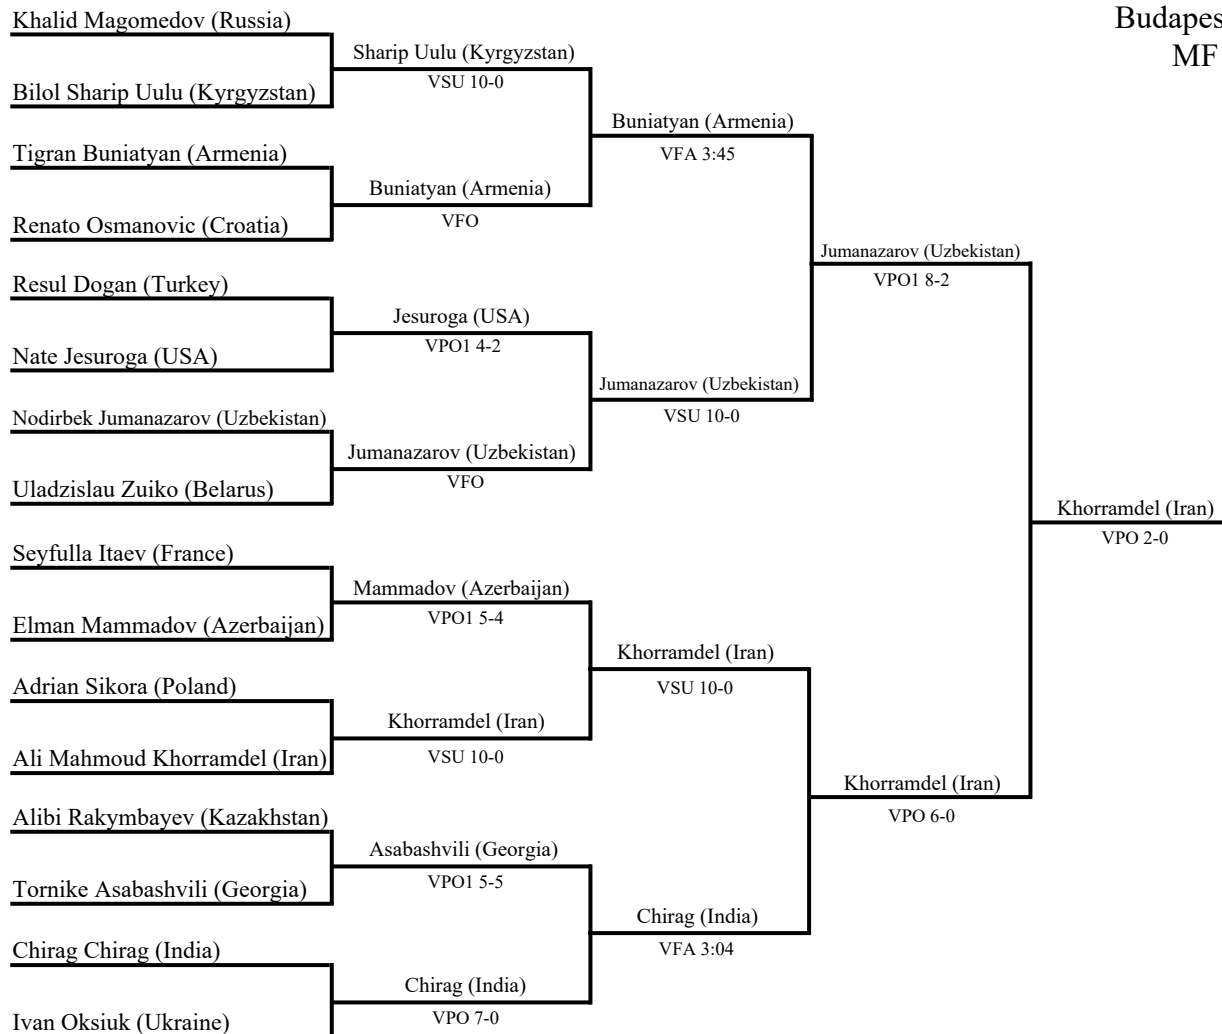 Khalid Magomedov (Russia)
Budapes
MF
Sharip Uulu (Kyrgyzstan)
VSU 10-0
Bilol Sharip Uulu (Kyrgyzstan)
Buniatyan (Armenia)
VFA 3:45
Tigran Buniatyan (Armenia)
Buniatyan (Armenia)
VFO
Renato Osmanovic (Croatia)
Jumanazarov (Uzbekistan)
VPO1 8-2
Resul Dogan (Turkey)
Jesuroga (USA)
VPO1 4-2
Nate Jesuroga (USA)
Jumanazarov (Uzbekistan)
VSU 10-0
Nodirbek Jumanazarov (Uzbekistan)
Jumanazarov (Uzbekistan)
VFO
Uladzislau Zuiko (Belarus)
Khorramdel (Iran)
VPO 2-0
Seyfulla Itaev (France)
Mammadov (Azerbaijan)
VPO1 5-4
Elman Mammadov (Azerbaijan)
Khorramdel (Iran)
VSU 10-0
Adrian Sikora (Poland)
Khorramdel (Iran)
VSU 10-0
Ali Mahmoud Khorramdel (Iran)
Khorramdel (Iran)
VPO 6-0
Alibi Rakymbayev (Kazakhstan)
Asabashvili (Georgia)
VPO1 5-5
Tornike Asabashvili (Georgia)
Chirag (India)
VFA 3:04
Chirag Chirag (India)
Chirag (India)
VPO 7-0
Ivan Oksiuk (Ukraine)